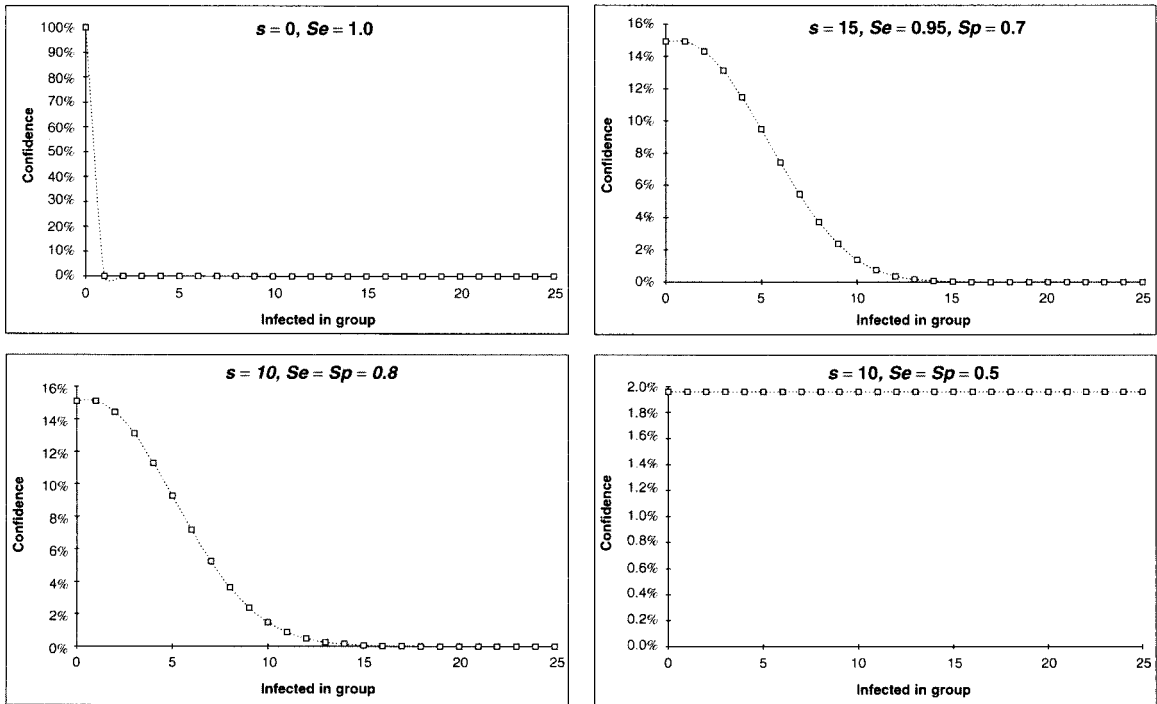 s = 0, Se = 1.0
100%
90%
80%
70%
60%
50%
40%
30%
20%
10%
0%
Confidence
0 5 10 15 20 25
Infected in group
s = 15, Se = 0.95, Sp = 0.7
16%
14%
12%
10%
8%
6%
4%
2%
0%
Confidence
0 5 10 15 20 25
Infected in group
s = 10, Se = Sp = 0.8
16%
14%
12%
10%
8%
6%
4%
2%
0%
Confidence
0 5 10 15 20 25
Infected in group
s = 10, Se = Sp = 0.5
2.0%
1.8%
1.6%
1.4%
1.2%
1.0%
0.8%
0.6%
0.4%
0.2%
0.0%
Confidence
0 5 10 15 20 25
Infected in group